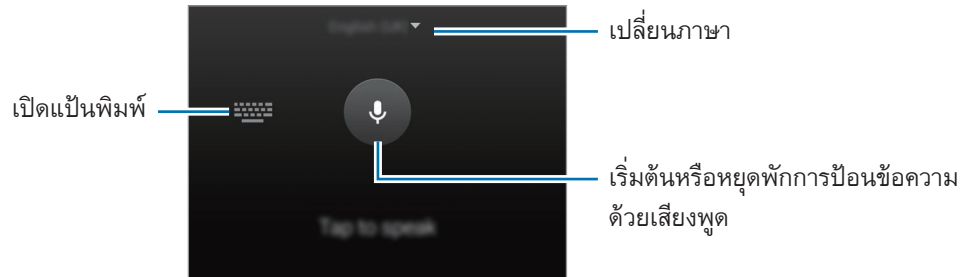 English (UK)
เปลี่ยนภาษา
เปิดแป้นพิมพ์
เริ่มต้นหรือหยุดพักการป้อนข้อความ
ด้วยเสียงพูด
Tap to speak